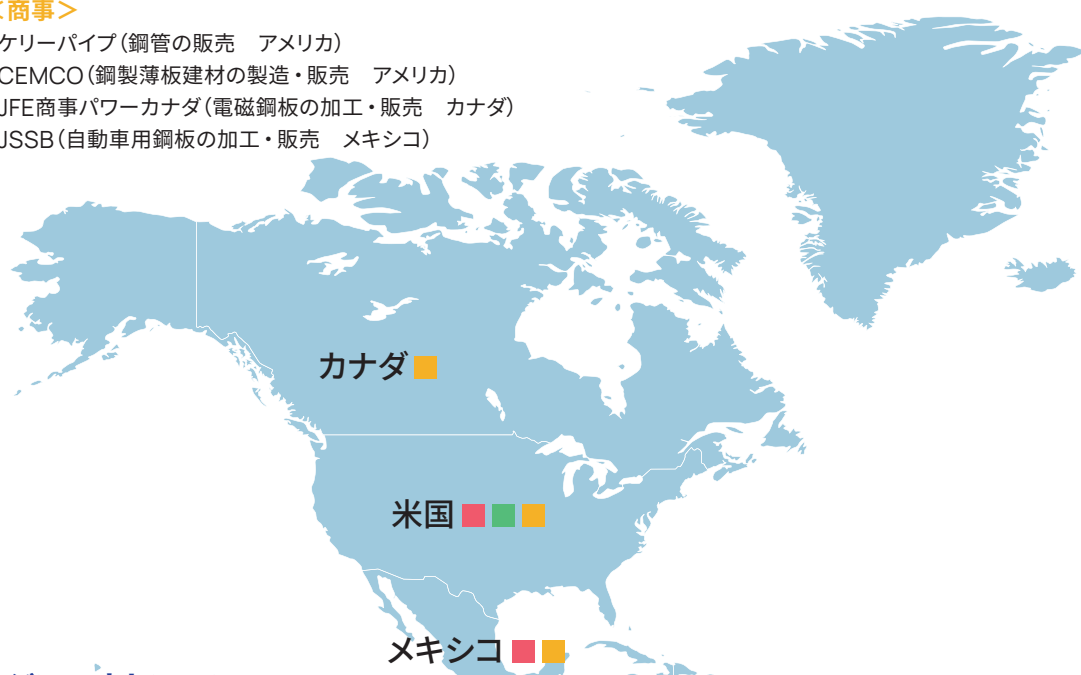 ＜商事＞
ケリーパイプ（鋼管の販売　アメリカ）
CEMCO（鋼製薄板建材の製造・販売　アメリカ）
JFE商事パワーカナダ（電磁鋼板の加工・販売　カナダ）
JSSB（自動車用鋼板の加工・販売　メキシコ）
カナダ
米国
メキシコ